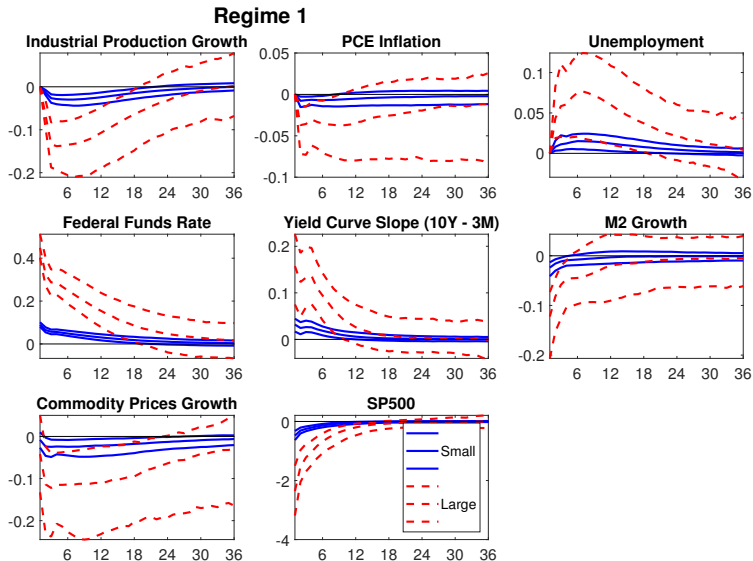 Regime 1
Industrial Production Growth
PCE Inflation
Unemployment
0
-0.1
-0.2
6 12 18 24 30 36
0.05
0
-0.05
-0.1
6 12 18 24 30 36
0.1
0.05
0
6 12 18 24 30 36
Federal Funds Rate
Yield Curve Slope (10Y - 3M)
M2 Growth
0.4
0.2
0
6 12 18 24 30 36
0.2
0.1
0
6 12 18 24 30 36
0
-0.1
-0.2
6 12 18 24 30 36
Commodity Prices Growth
SP500
0
-0.1
-0.2
6 12 18 24 30 36
0
-2
-4
6 12 18 24 30 36
Small
Large